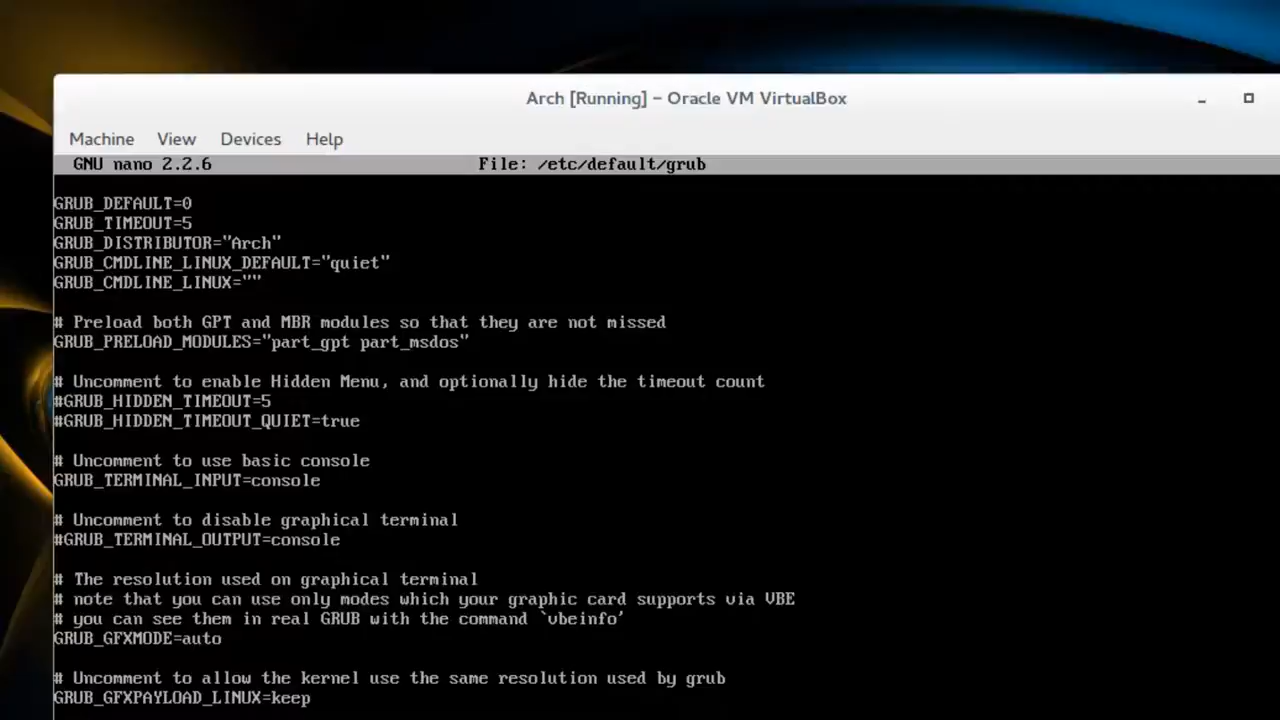 Arch [Running] – Oracle VM VirtualBox
Machine View Devices Help
GNU nano 2.2.6 File: /etc/default/grub
GRUB_DEFAULT=0
GRUB_TIMEOUT=5
GRUB_DISTRIBUTOR="Arch"
GRUB_CMDLINE_LINUX_DEFAULT="quiet"
GRUB_CMDLINE_LINUX=""
# Preload both GPT and MBR modules so that they are not missed
GRUB_PRELOAD_MODULES="part_gpt part_msdos"
# Uncomment to enable Hidden Menu, and optionally hide the timeout count
#GRUB_HIDDEN_TIMEOUT=5
#GRUB_HIDDEN_TIMEOUT_QUIET=true
# Uncomment to use basic console
GRUB_TERMINAL_INPUT=console
# Uncomment to disable graphical terminal
#GRUB_TERMINAL_OUTPUT=console
# The resolution used on graphical terminal
# note that you can use only modes which your graphic card supports via VBE
# you can see them in real GRUB with the command `vbeinfo'
GRUB_GFXMODE=auto
# Uncomment to allow the kernel use the same resolution used by grub
GRUB_GFXPAYLOAD_LINUX=keep